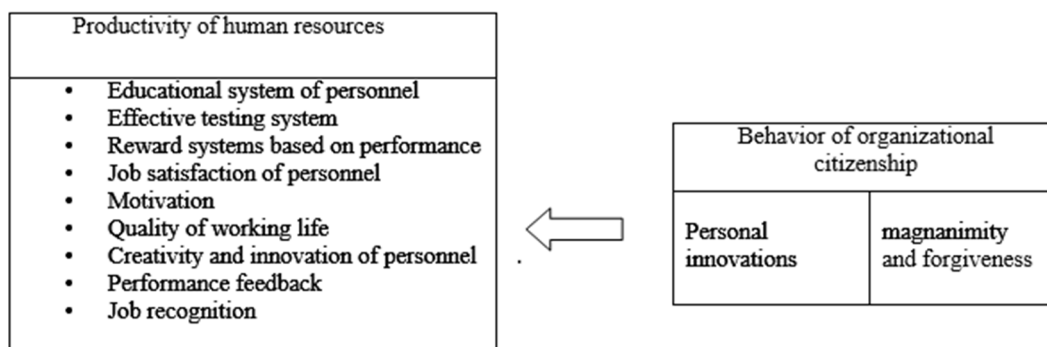 Productivity of human resources
• Educational system of personnel
• Effective testing system
• Reward systems based on performance
• Job satisfaction of personnel
• Motivation
• Quality of working life
• Creativity and innovation of personnel
• Performance feedback
• Job recognition
Behavior of organizational
citizenship
Personal
innovations
magnanimity
and forgiveness
.